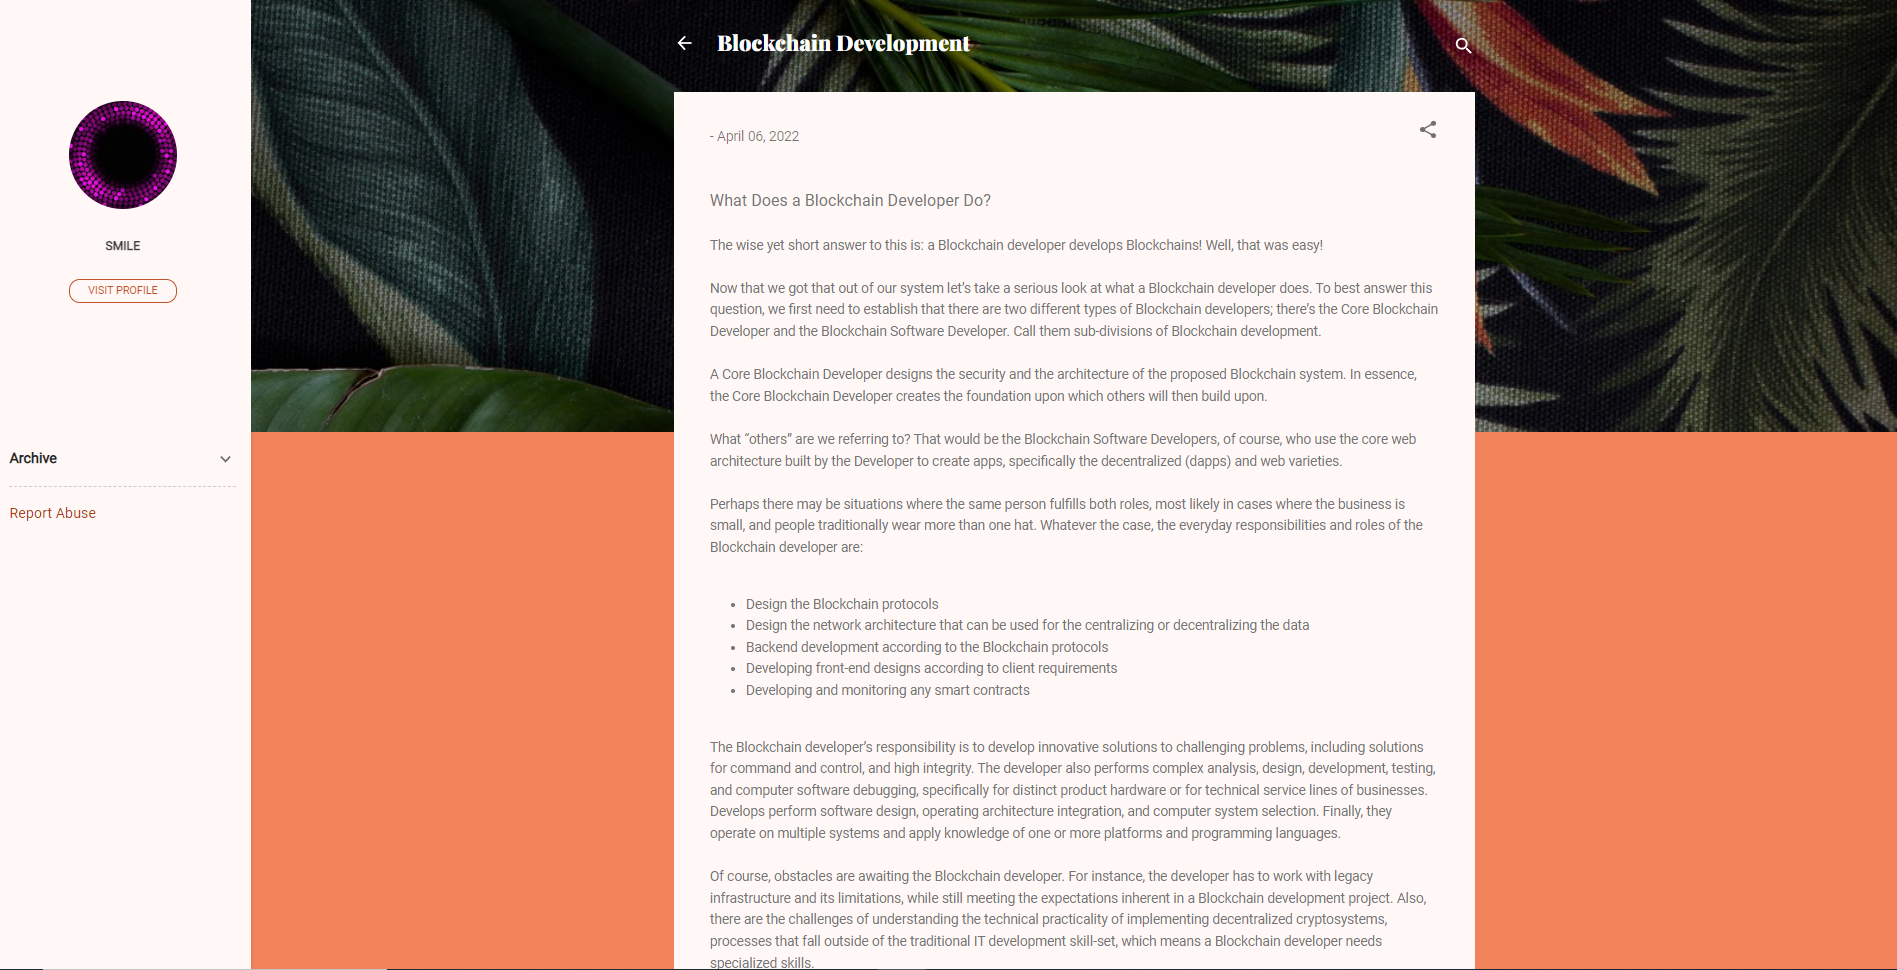 Blockchain Development
SMILE
VISIT PROFILE
Archive
Report Abuse
- April 06, 2022
What Does a Blockchain Developer Do?
The wise yet short answer to this is: a Blockchain developer develops Blockchains! Well, that was easy!
Now that we got that out of our system let’s take a serious look at what a Blockchain developer does. To best answer this
question, we first need to establish that there are two different types of Blockchain developers; there’s the Core Blockchain
Developer and the Blockchain Software Developer. Call them sub-divisions of Blockchain development.
A Core Blockchain Developer designs the security and the architecture of the proposed Blockchain system. In essence,
the Core Blockchain Developer creates the foundation upon which others will then build upon.
What “others” are we referring to? That would be the Blockchain Software Developers, of course, who use the core web
architecture built by the Developer to create apps, specifically the decentralized (dapps) and web varieties.
Perhaps there may be situations where the same person fulfills both roles, most likely in cases where the business is
small, and people traditionally wear more than one hat. Whatever the case, the everyday responsibilities and roles of the
Blockchain developer are:
• Design the Blockchain protocols
• Design the network architecture that can be used for the centralizing or decentralizing the data
• Backend development according to the Blockchain protocols
• Developing front-end designs according to client requirements
• Developing and monitoring any smart contracts
The Blockchain developer’s responsibility is to develop innovative solutions to challenging problems, including solutions
for command and control, and high integrity. The developer also performs complex analysis, design, development, testing,
and computer software debugging, specifically for distinct product hardware or for technical service lines of businesses.
Develops perform software design, operating architecture integration, and computer system selection. Finally, they
operate on multiple systems and apply knowledge of one or more platforms and programming languages.
Of course, obstacles are awaiting the Blockchain developer. For instance, the developer has to work with legacy
infrastructure and its limitations, while still meeting the expectations inherent in a Blockchain development project. Also,
there are the challenges of understanding the technical practicality of implementing decentralized cryptosystems,
processes that fall outside of the traditional IT development skill-set, which means a Blockchain developer needs
specialized skills.